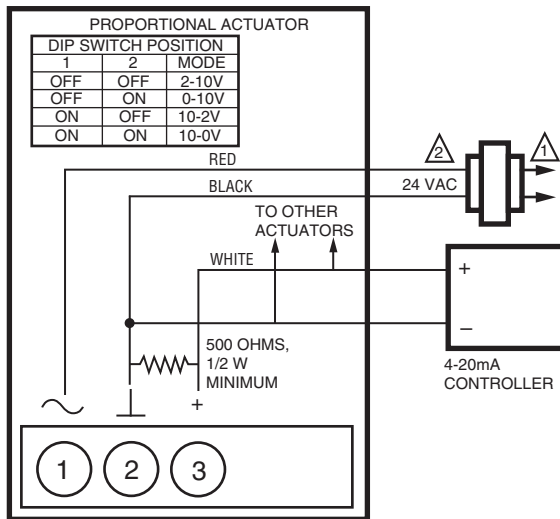 PROPORTIONAL ACTUATOR
DIP SWITCH POSITION
1 2 MODE
OFF OFF 2-10V
OFF ON 0-10V
ON OFF 10-2V
ON ON 10-0V
RED
2
1
BLACK
24 VAC
TO OTHER
ACTUATORS
WHITE
+
–
500 OHMS,
1/2 W
MINIMUM
4-20mA
CONTROLLER
+
1 2 3